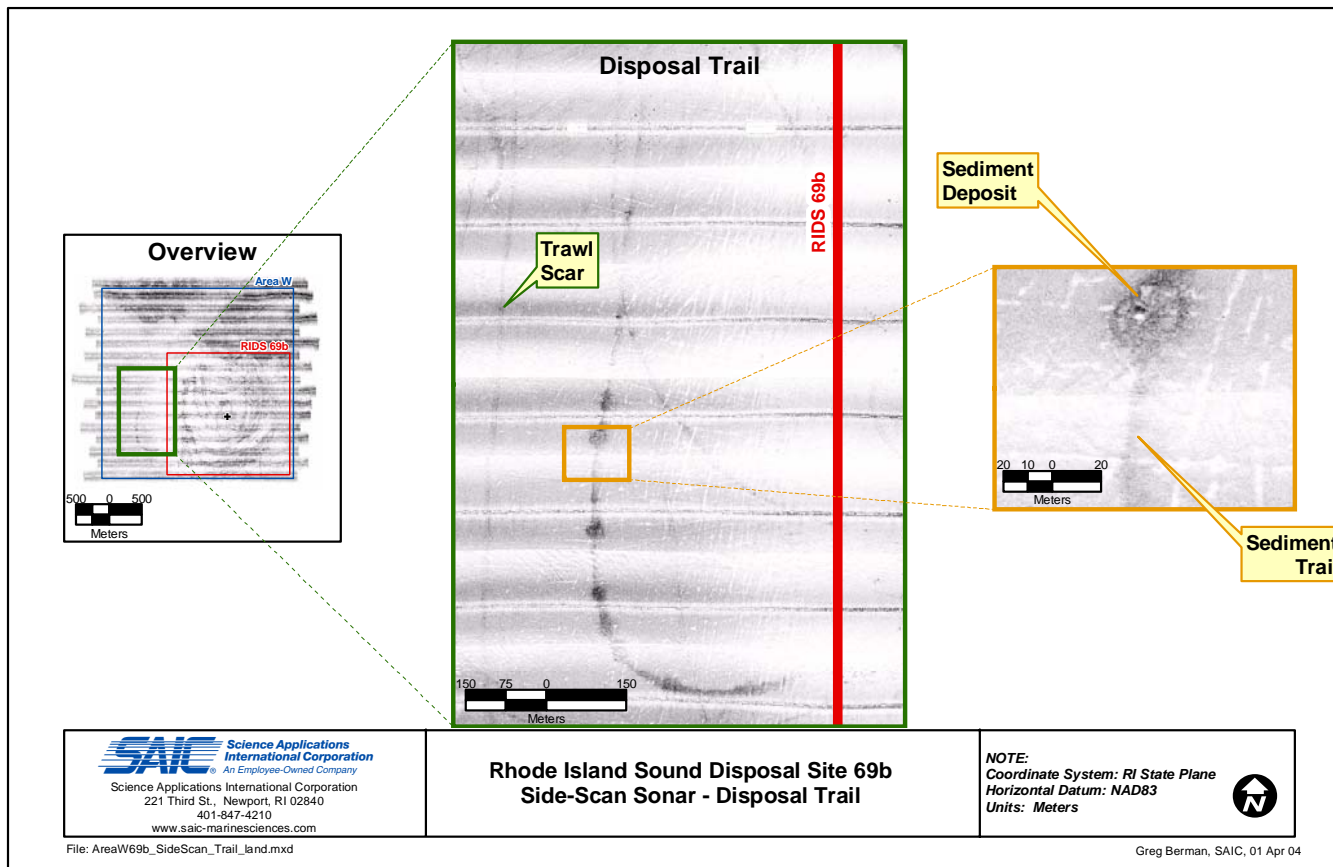 Disposal Trail
RIDS 69b
Trawl
Scar
150 75 0 150
Meters
Overview
Area W
RIDS 69b
500 0 500
Meters
Sediment
Deposit
20 10 0 20
Meters
Sediment
Trai
SAIC® Science Applications
International Corporation
An Employee-Owned Company
Science Applications International Corporation
221 Third St., Newport, RI 02840
401-847-4210
www.saic-marinesciences.com
Rhode Island Sound Disposal Site 69b
Side-Scan Sonar - Disposal Trail
NOTE:
Coordinate System: RI State Plane
Horizontal Datum: NAD83
Units: Meters
N
File: AreaW69b_SideScan_Trail_land.mxd
Greg Berman, SAIC, 01 Apr 04